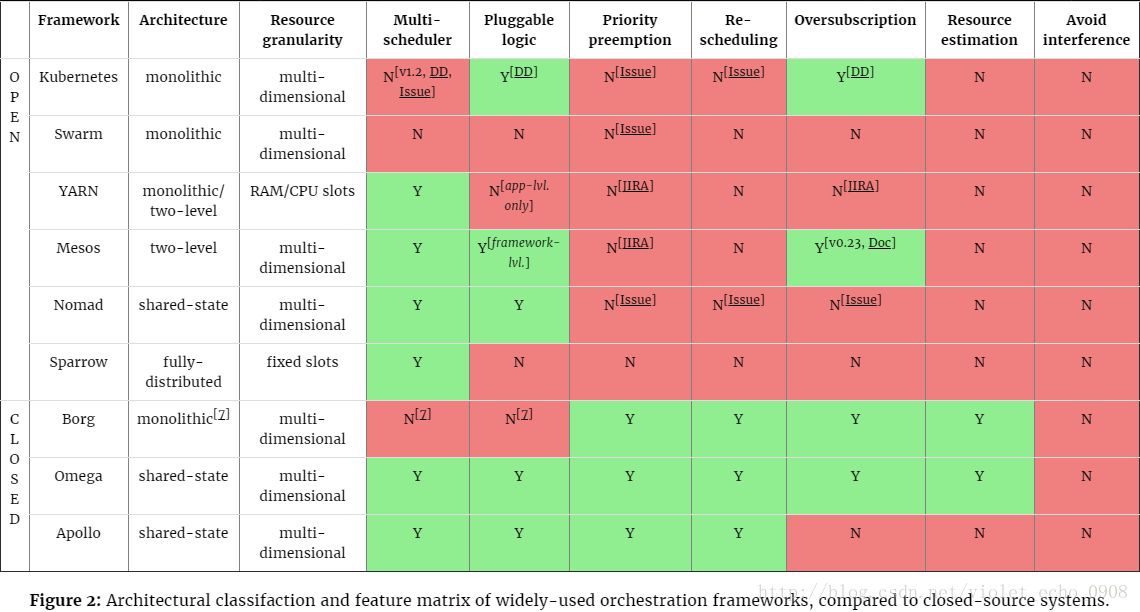 Framework Architecture Resource granularity Multi-scheduler Pluggable logic Priority preemption Re-scheduling Oversubscription Resource estimation Avoid interference
OPEN
Kubernetes monolithic multi-dimensional N[v1.2, DD, Issue] Y[DD] N[Issue] N[Issue] Y[DD] N N
Swarm monolithic multi-dimensional N N N[Issue] N N N N
YARN monolithic/two-level RAM/CPU slots Y N[app-lvl. only] N[JIRA] N N[JIRA] N N
Mesos two-level multi-dimensional Y Y[framework-lvl.] N[JIRA] N Y[v0.23, Doc] N N
Nomad shared-state multi-dimensional Y Y N[Issue] N[Issue] N[Issue] N N
Sparrow fully-distributed fixed slots Y N N N N N N
CLOSED
Borg monolithic[7] multi-dimensional N[7] N[7] Y Y Y Y N
Omega shared-state multi-dimensional Y Y Y Y Y Y N
Apollo shared-state multi-dimensional Y Y Y Y N N N
http://blog.csdn.net/violet_echo_0908
Figure 2: Architectural classifaction and feature matrix of widely-used orchestration frameworks, compared to closed-source systems.